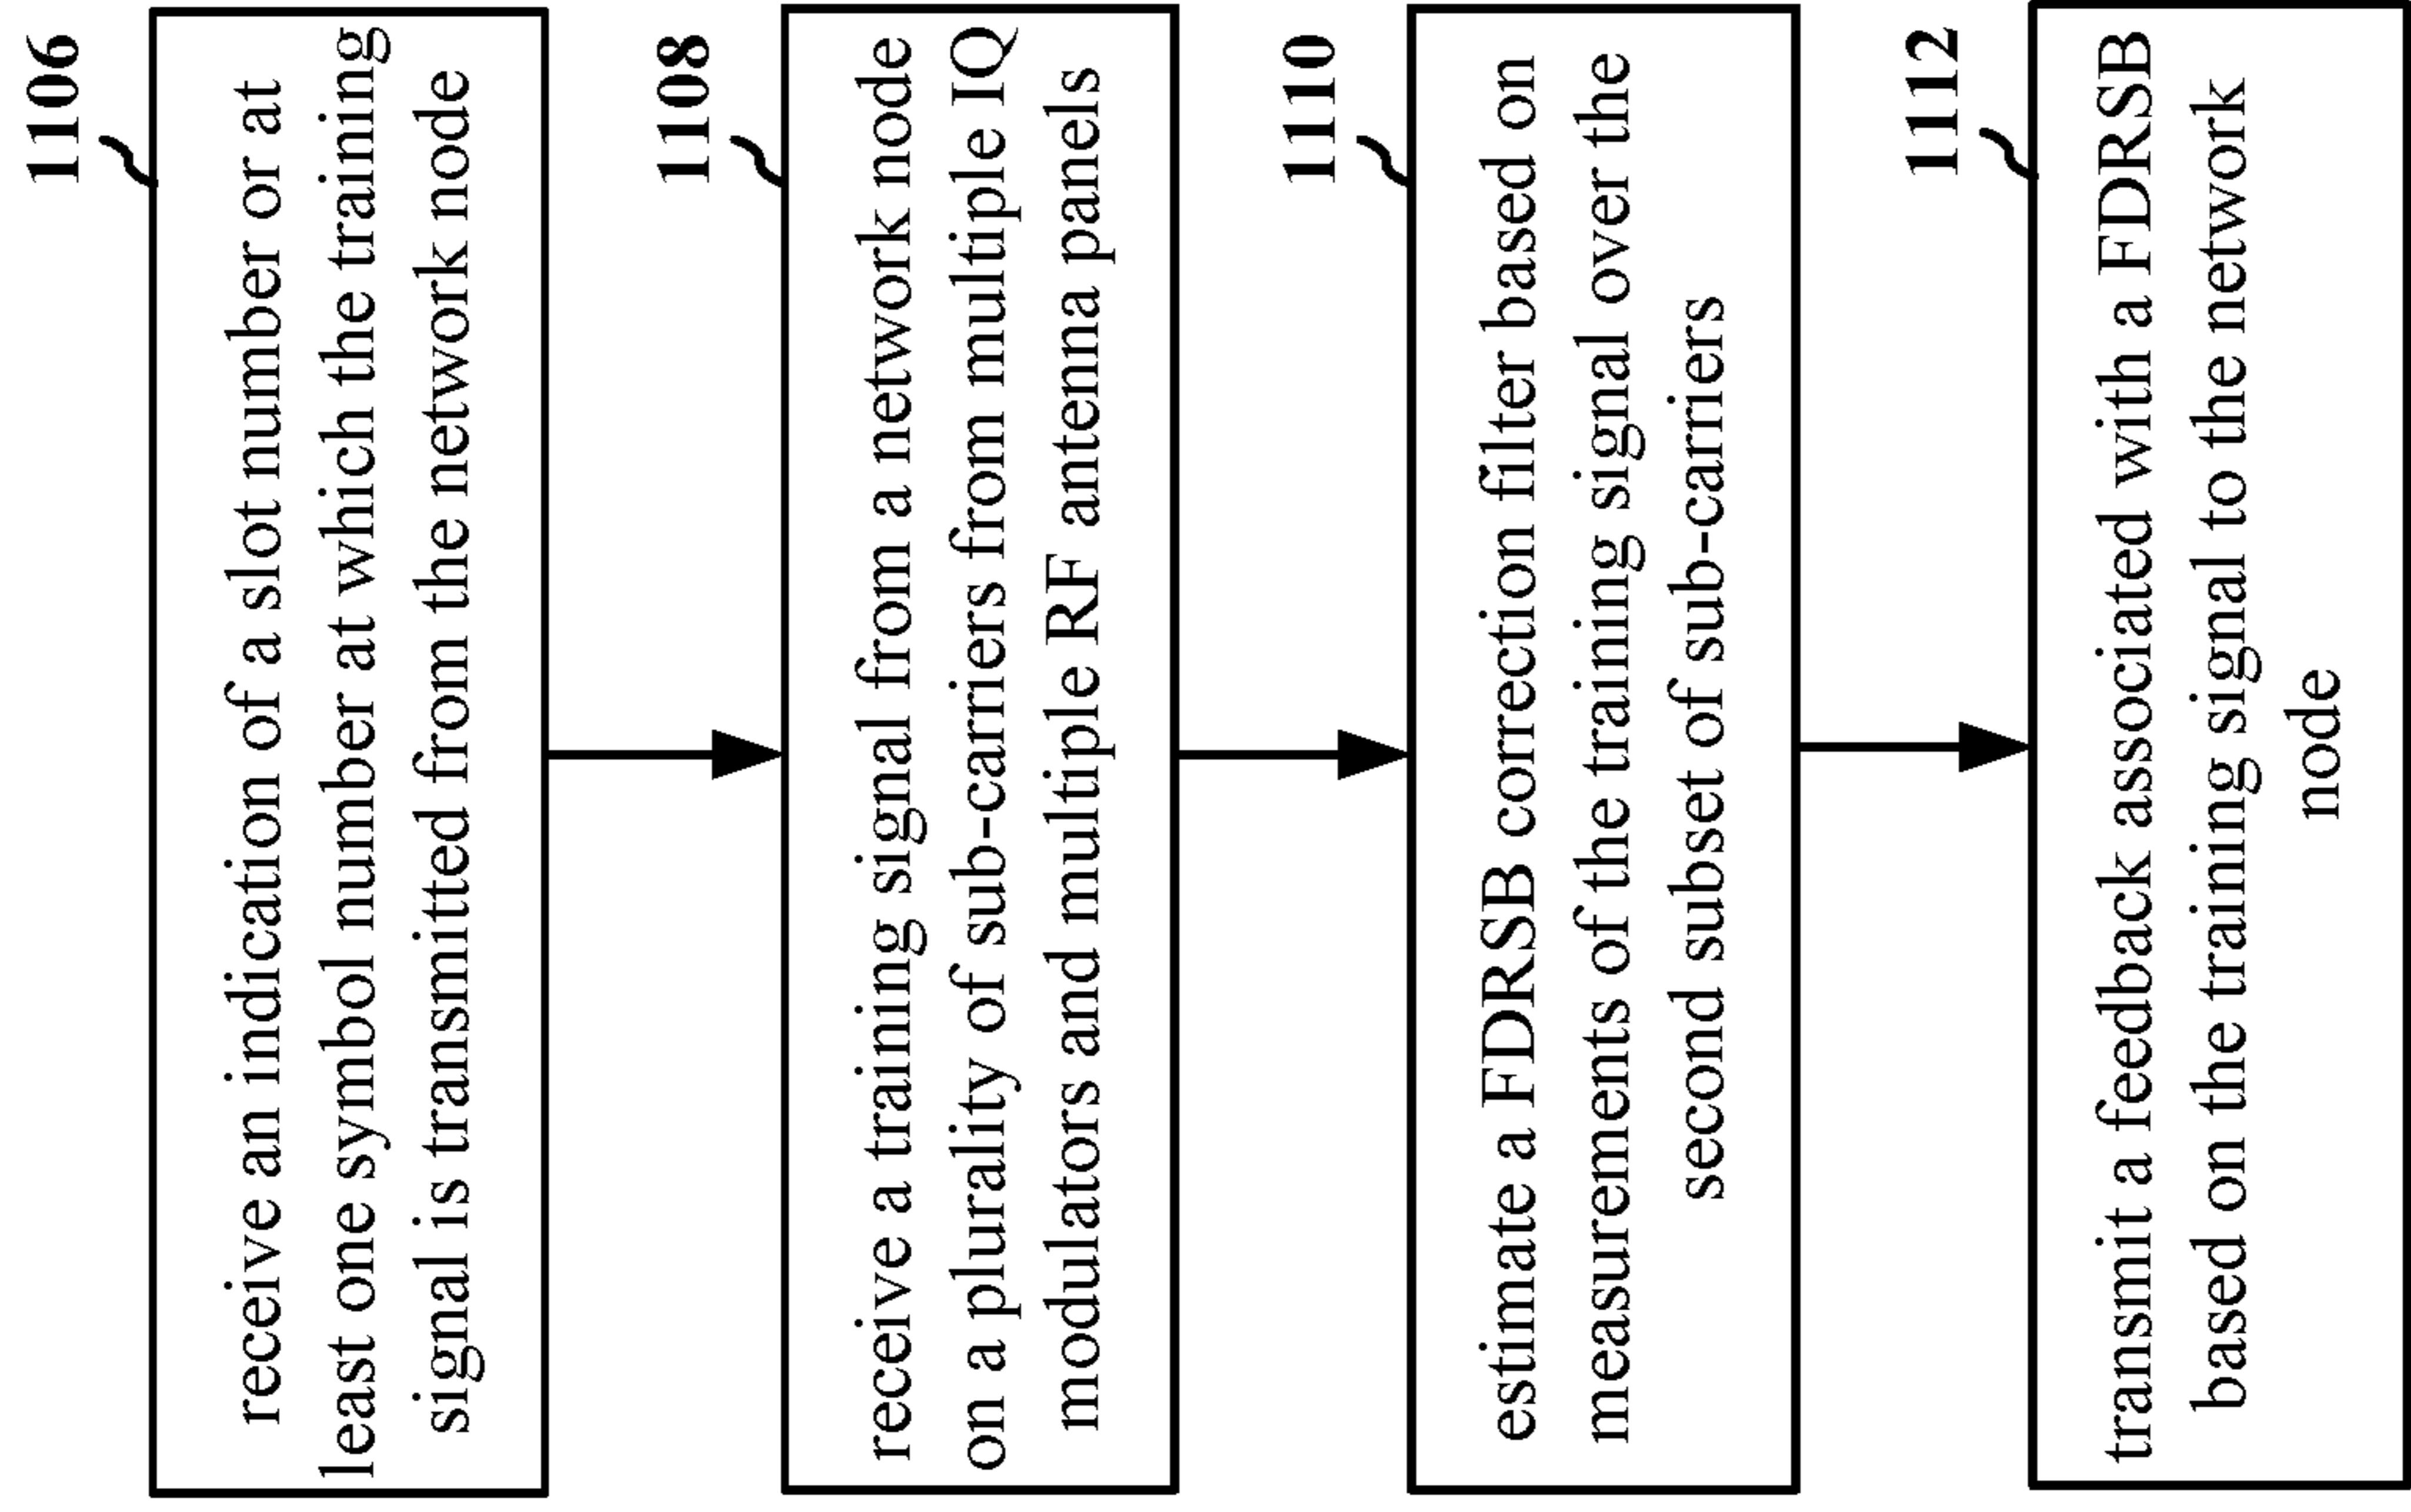 1106
receive an indication of a slot number or at
least one symbol number at which the training
signal is transmitted from the network node
1108
receive a training signal from a network node
on a plurality of sub-carriers from multiple IQ
modulators and multiple RF antenna panels
1110
estimate a FDRSB correction filter based on
measurements of the training signal over the
second subset of sub-carriers
1112
transmit a feedback associated with a FDRSB
based on the training signal to the network
node